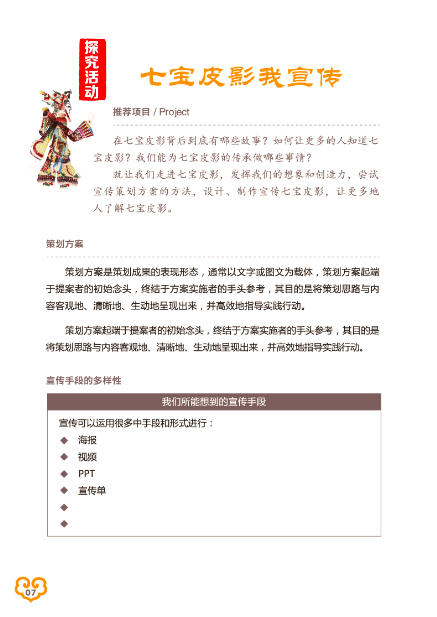 探究活动
七宝皮影我宣传
推荐项目 / Project
在七宝皮影背后到底有哪些故事？如何让更多的人知道七
宝皮影？我们能为七宝皮影的传承做哪些事情？
就让我们走进七宝皮影，发挥我们的想象和创造力，尝试
宣传策划方案的方法，设计、制作宣传七宝皮影，让更多地
人了解七宝皮影。
策划方案
策划方案是策划成果的表现形态，通常以文字或图文为载体，策划方案起端
于提案者的初始念头，终结于方案实施者的手头参考，其目的是将策划思路与内
容客观地、清晰地、生动地呈现出来，并高效地指导实践行动。
策划方案起端于提案者的初始念头，终结于方案实施者的手头参考，其目的是
将策划思路与内容客观地、清晰地、生动地呈现出来，并高效地指导实践行动。
宣传手段的多样性
我们所能想到的宣传手段
宣传可以运用很多中手段和形式进行：
◆ 海报
◆ 视频
◆ PPT
◆ 宣传单
◆
◆
07